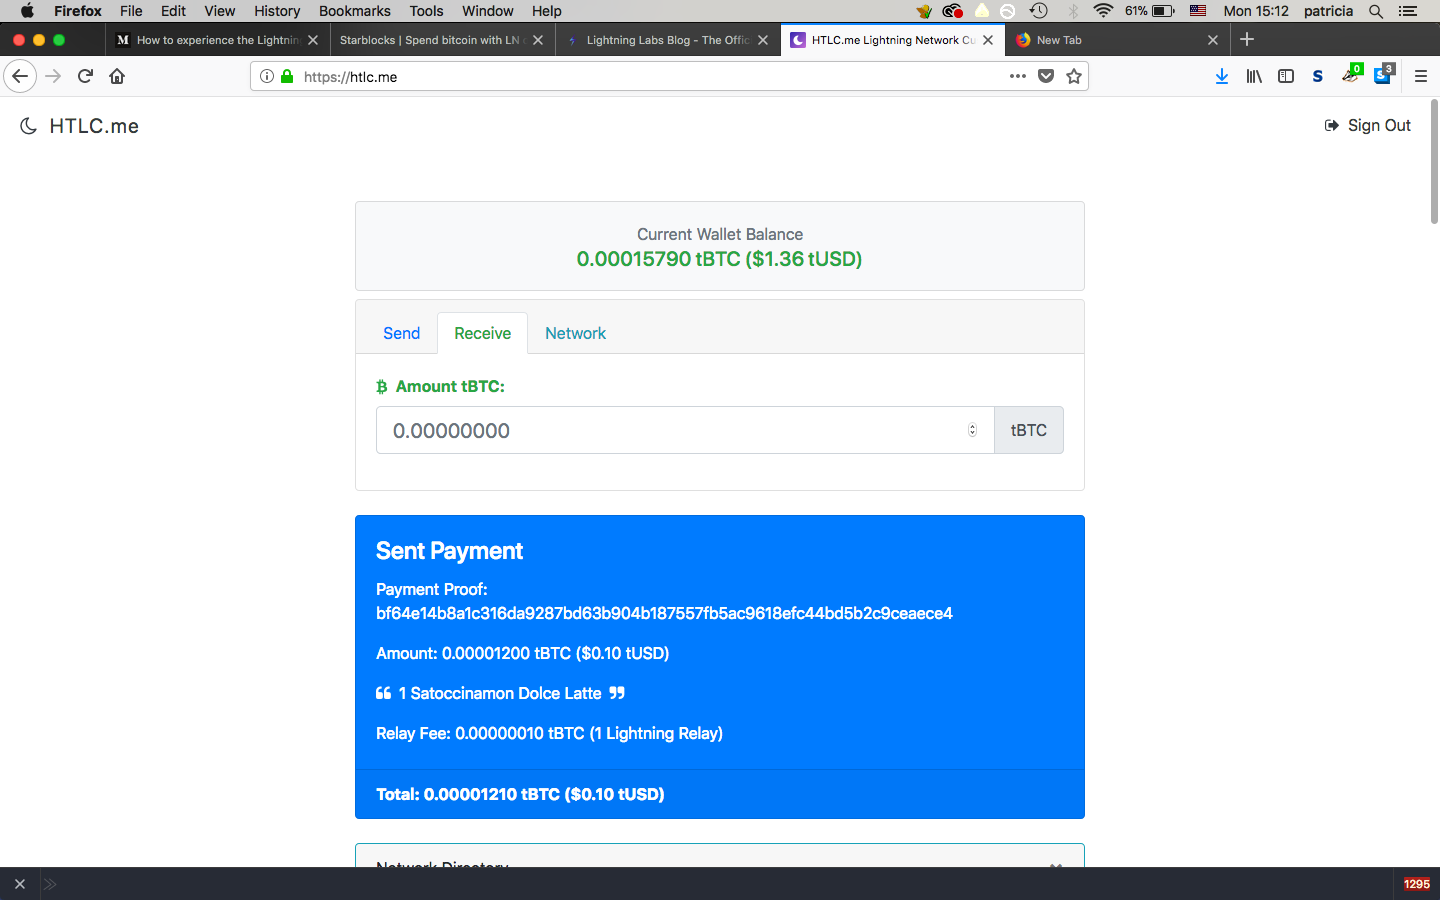 Firefox File Edit View History Bookmarks Tools Window Help 61% Mon 15:12 patricia
M How to experience the Lightnin
Starblocks | Spend bitcoin with LN
Lightning Labs Blog - The Offic
HTLC.me Lightning Network Cu
New Tab
https://htlc.me
S 0 S 3
HTLC.me
Sign Out
Current Wallet Balance
0.00015790 tBTC ($1.36 tUSD)
Send Receive Network
Amount tBTC:
0.00000000 tBTC
Sent Payment
Payment Proof:
bf64e14b8a1c316da9287bd63b904b187557fb5ac9618efc44bd5b2c9ceaece4
Amount: 0.00001200 tBTC ($0.10 tUSD)
“ 1 Satoccinamon Dolce Latte ”
Relay Fee: 0.00000010 tBTC (1 Lightning Relay)
Total: 0.00001210 tBTC ($0.10 tUSD)
Network Directory
1295